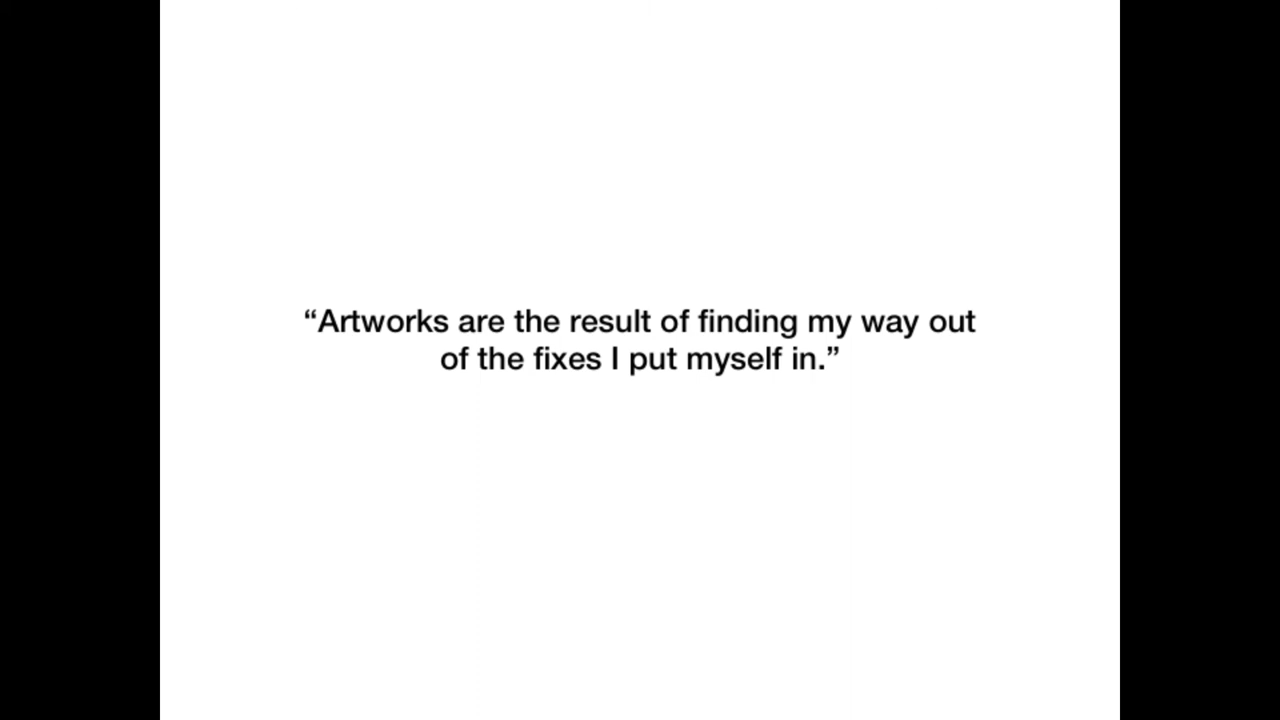 “Artworks are the result of finding my way out
of the fixes I put myself in.”